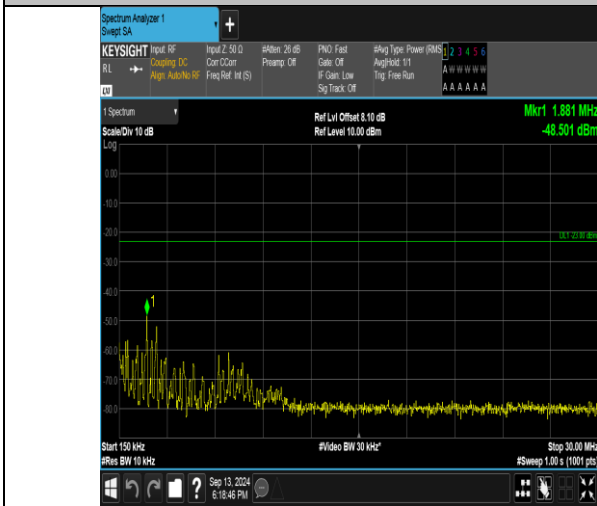 Spectrum Analyzer 1
Swept SA
+
KEYSIGHT
Input: RF
Input Z: 50 Ω
#Atten: 26 dB
PNO: Fast
#Avg Type: Power (RMS)
1 2 3 4 5 6
RL
Coupling: DC
Corr CCorr
Preamp: Off
Gate: Off
Avg|Hold: 1/1
A W W W W W
Align: Auto/No RF
Freq Ref: Int (S)
IF Gain: Low
Trig: Free Run
Sig Track: Off
A A A A A A
1 Spectrum
Ref Lvl Offset 8.10 dB
Mkr1 1.881 MHz
Scale/Div 10 dB
Ref Level 10.00 dBm
-48.501 dBm
Log
0.00
-10.0
-20.0
DL1 -23.00 dBm
-30.0
-40.0
1
-50.0
-60.0
-70.0
-80.0
Start 150 kHz
#Video BW 30 kHz*
Stop 30.00 MHz
#Res BW 10 kHz
#Sweep 1.00 s (1001 pts)
?
Sep 13, 2024
6:18:46 PM